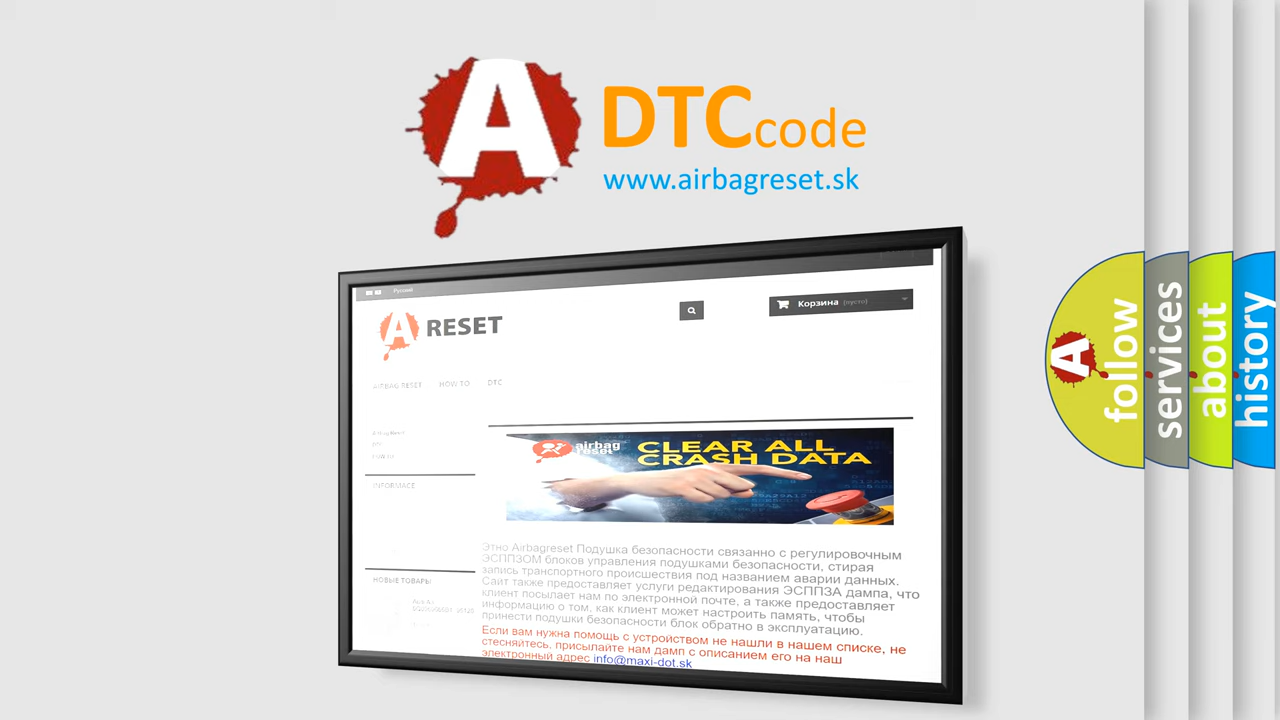 A
DTC code
www.airbagreset.sk
Русский
A RESET
Корзина (пусто)
AIRBAG RESET HOW TO DTC
INFORMACE
airbag
reset
CLEAR ALL
CRASH DATA
Этно Airbagreset Подушка безопасности связанно с регулировочным
ЭСППЗОМ блоков управления подушками безопасности, стирая
запись транспортного происшествия под названием аварии данных.
Сайт также предоставляет услуги редактирования ЭСППЗА дампа, что
клиент посылает нам по электронной почте, а также предоставляет
информацию о том, как клиент может настроить память, чтобы
принести подушки безопасности блок обратно в эксплуатацию.
НОВЫЕ ТОВАРЫ
Если вам нужна помощь с устройством не нашли в нашем списке, не
стесняйтесь, присылайте нам дамп с описанием его на наш
электронный адрес info@maxi-dot.sk
A
follow
services
about
history